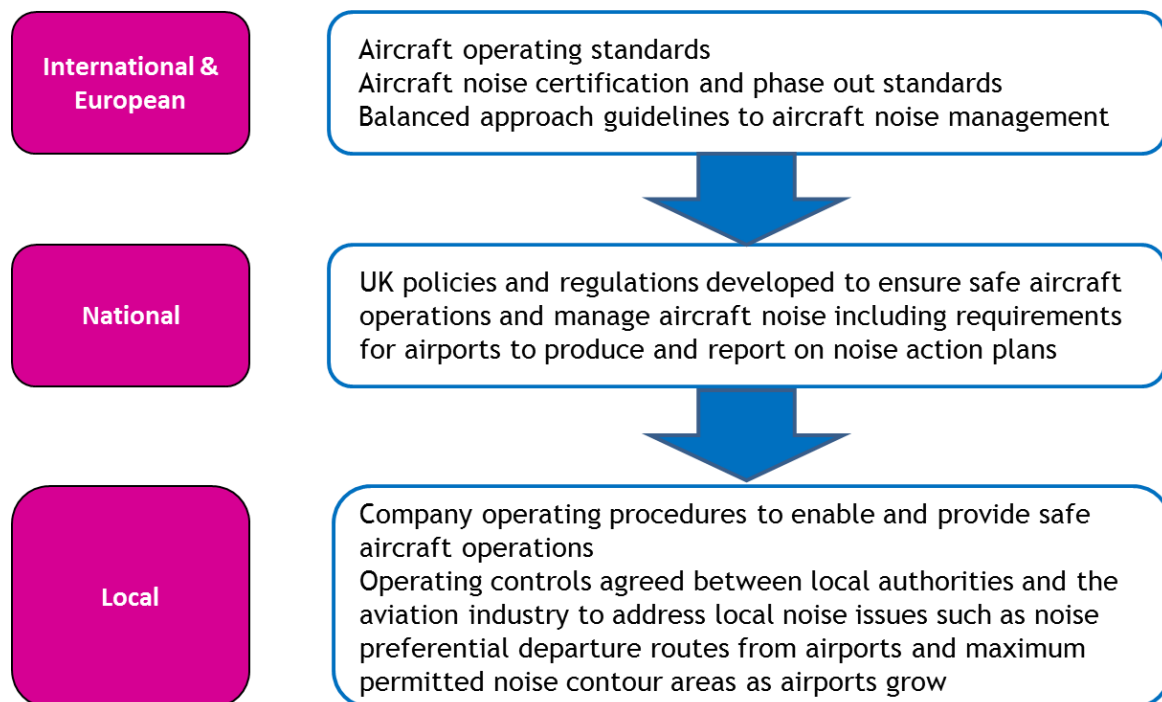 International &
European
Aircraft operating standards
Aircraft noise certification and phase out standards
Balanced approach guidelines to aircraft noise management
National
UK policies and regulations developed to ensure safe aircraft
operations and manage aircraft noise including requirements
for airports to produce and report on noise action plans
Local
Company operating procedures to enable and provide safe
aircraft operations
Operating controls agreed between local authorities and the
aviation industry to address local noise issues such as noise
preferential departure routes from airports and maximum
permitted noise contour areas as airports grow